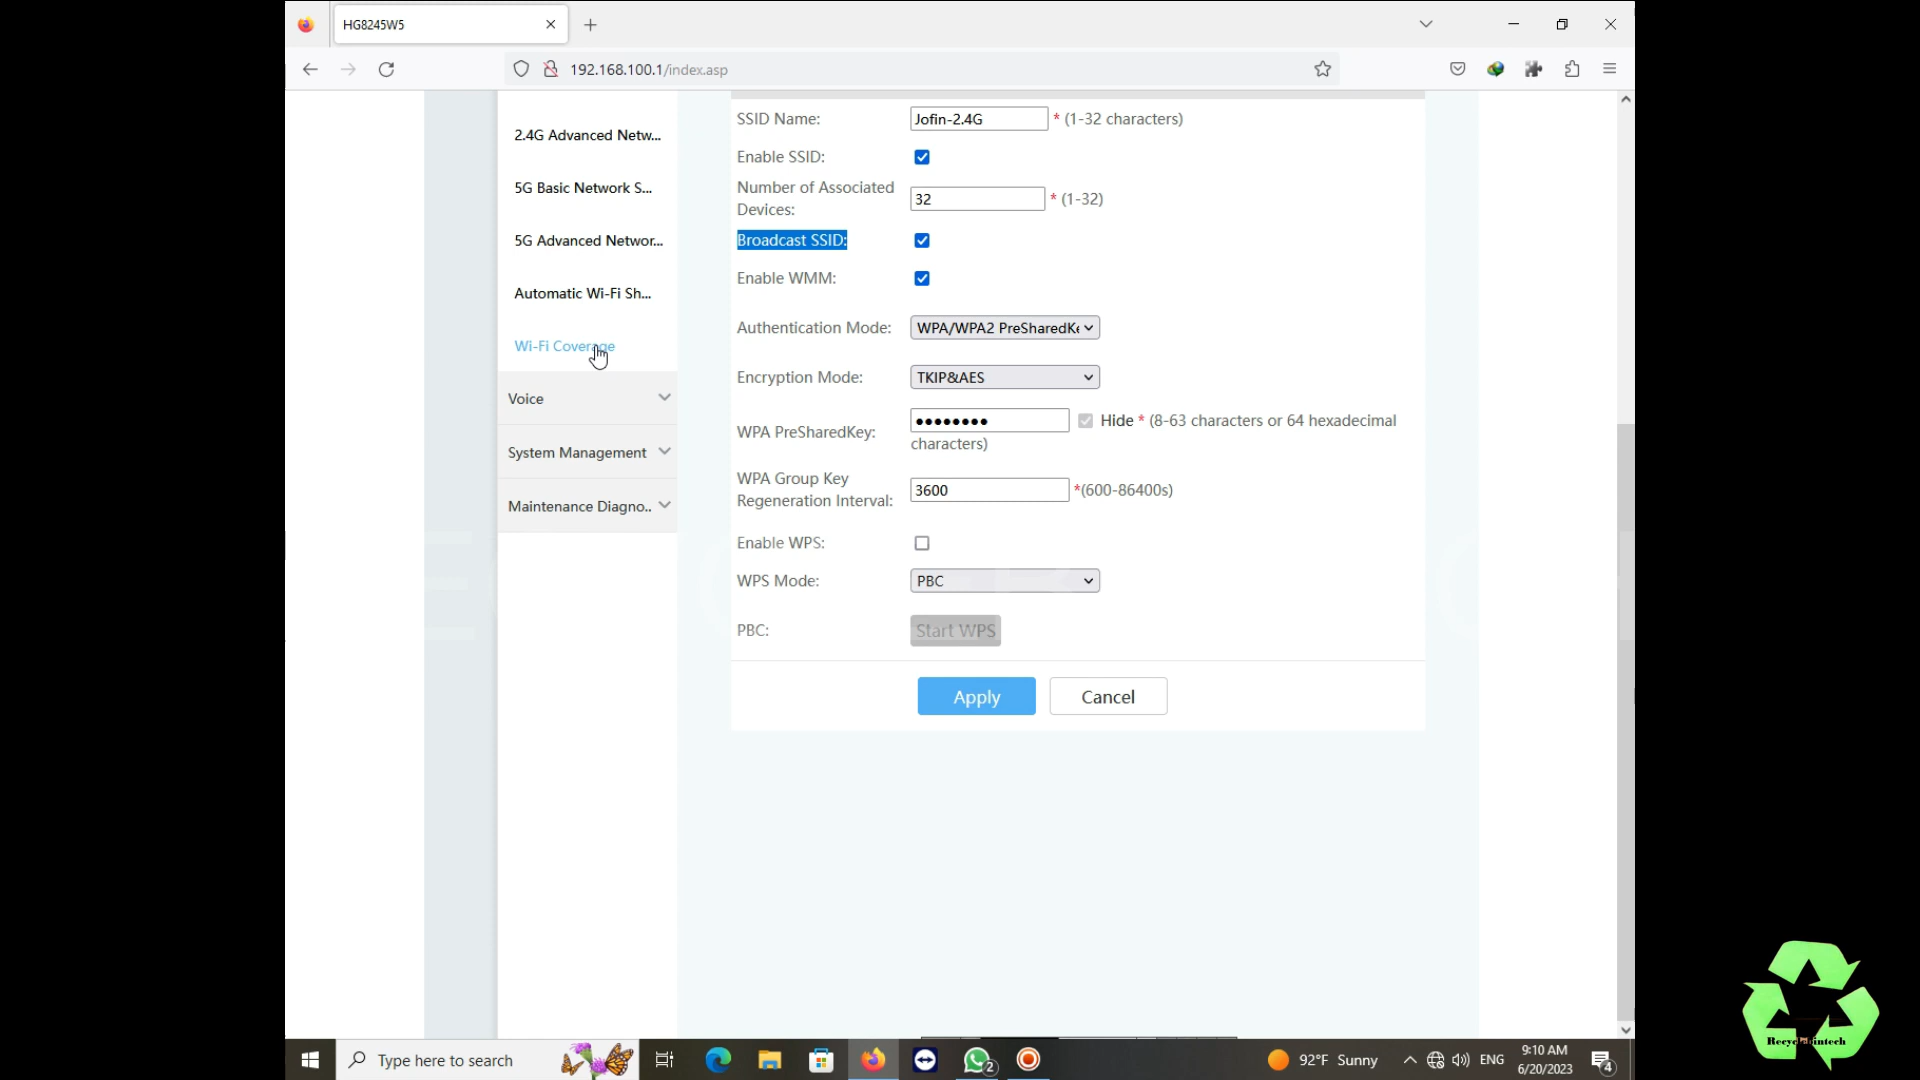 HG8245W5
192.168.100.1/index.asp
2.4G Advanced Netw...
5G Basic Network S...
5G Advanced Networ...
Automatic Wi-Fi Sh...
Wi-Fi Coverage
Voice
System Management
Maintenance Diagno..
SSID Name: Jofin-2.4G * (1-32 characters)
Enable SSID:
Number of Associated
Devices: 32 * (1-32)
Broadcast SSID:
Enable WMM:
Authentication Mode: WPA/WPA2 PreSharedKe
Encryption Mode: TKIP&AES
WPA PreSharedKey: ●●●●●●●● Hide * (8-63 characters or 64 hexadecimal
characters)
WPA Group Key
Regeneration Interval: 3600 *(600-86400s)
Enable WPS:
WPS Mode: PBC
PBC: Start WPS
Apply Cancel
Type here to search
2
92°F Sunny
ENG
9:10 AM
6/20/2023
4